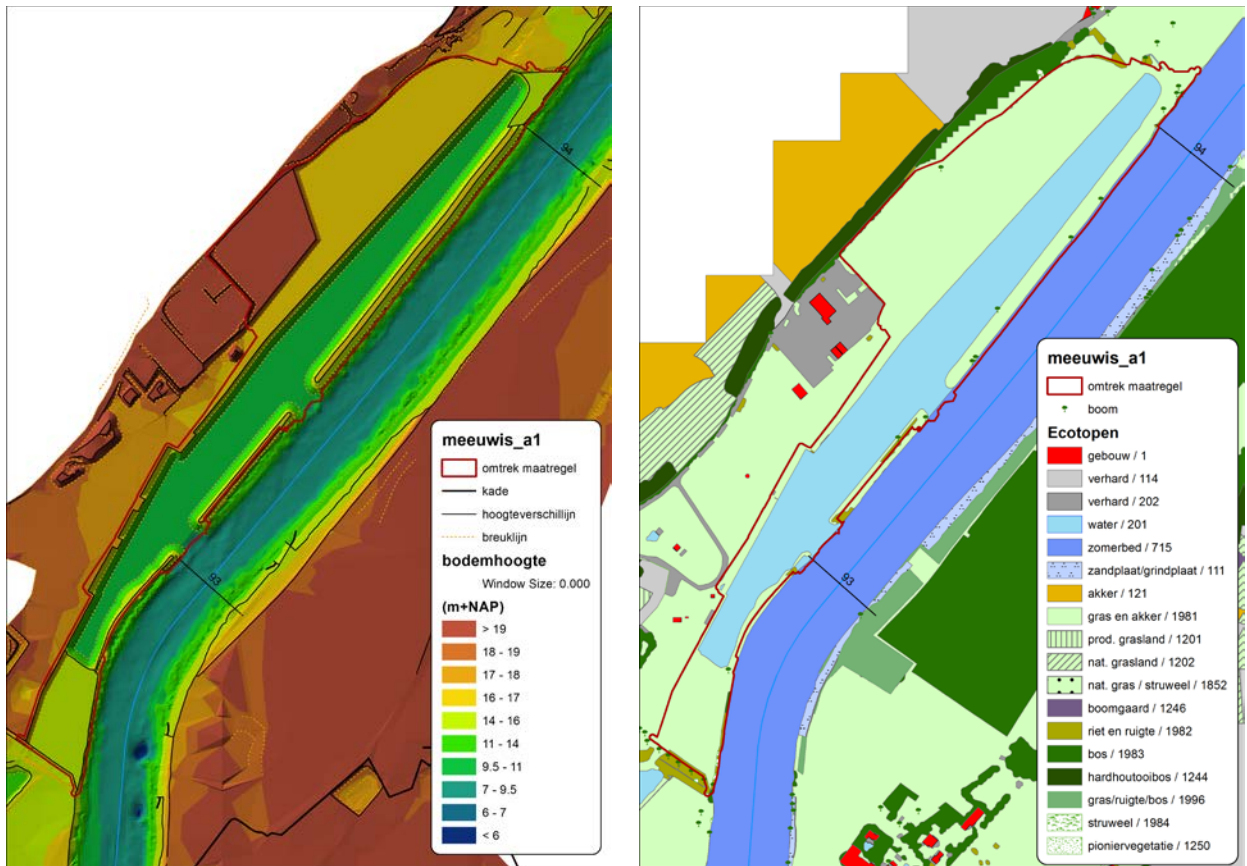 94
93
meeuwis_a1
omtrek maatregel
kade
hoogteverschillijn
breuklijn
bodemhoogte
Window Size: 0.000
(m+NAP)
> 19
18 - 19
17 - 18
16 - 17
14 - 16
11 - 14
9.5 - 11
7 - 9.5
6 - 7
< 6
94
93
meeuwis_a1
omtrek maatregel
boom
Ecotopen
gebouw / 1
verhard / 114
verhard / 202
water / 201
zomerbed / 715
zandplaat/grindplaat / 111
akker / 121
gras en akker / 1981
prod. grasland / 1201
nat. grasland / 1202
nat. gras / struweel / 1852
boomgaard / 1246
riet en ruigte / 1982
bos / 1983
hardhoutooibos / 1244
gras/ruigte/bos / 1996
struweel / 1984
pioniervegetatie / 1250